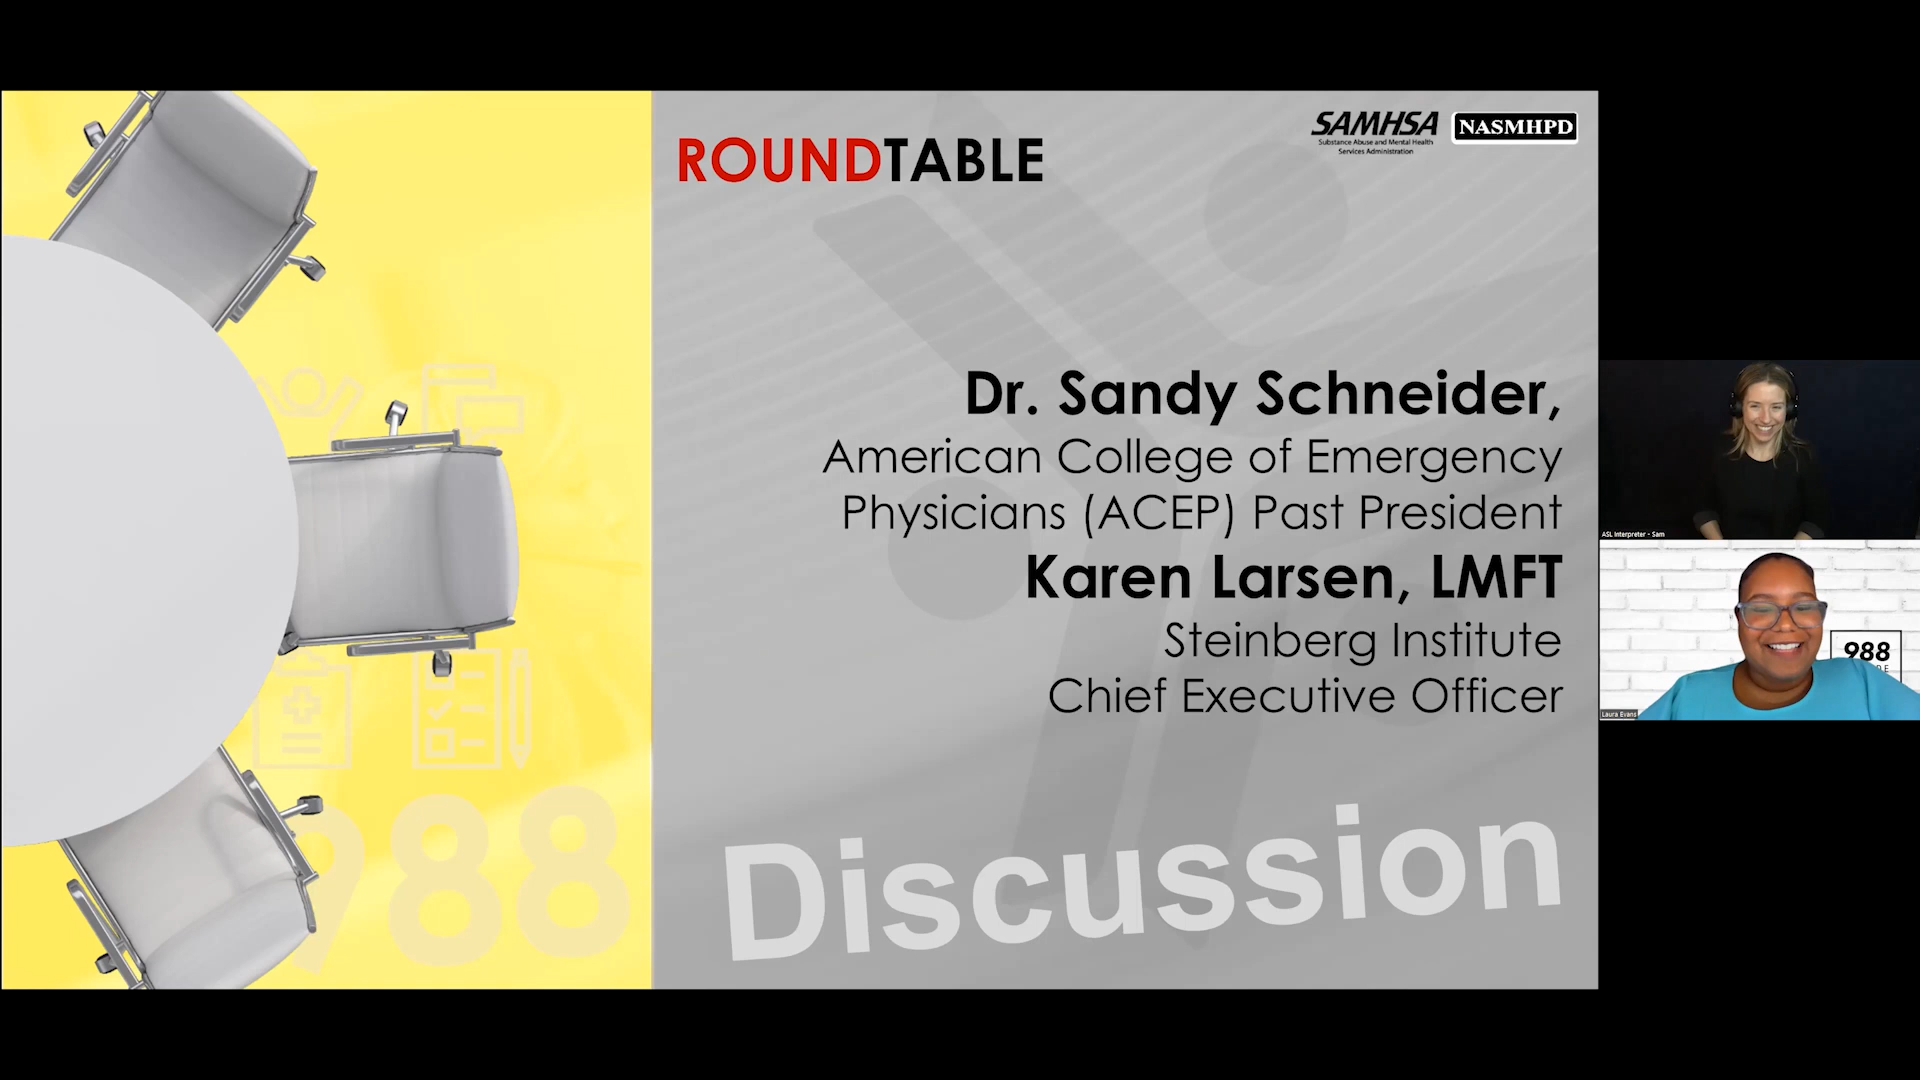 ROUNDTABLE
SAMHSA
Substance Abuse and Mental Health
Services Administration
NASMHPD
Dr. Sandy Schneider,
American College of Emergency
Physicians (ACEP) Past President
Karen Larsen, LMFT
Steinberg Institute
Chief Executive Officer
Discussion
988
ASL Interpreter - Sam
988
Laura Evans